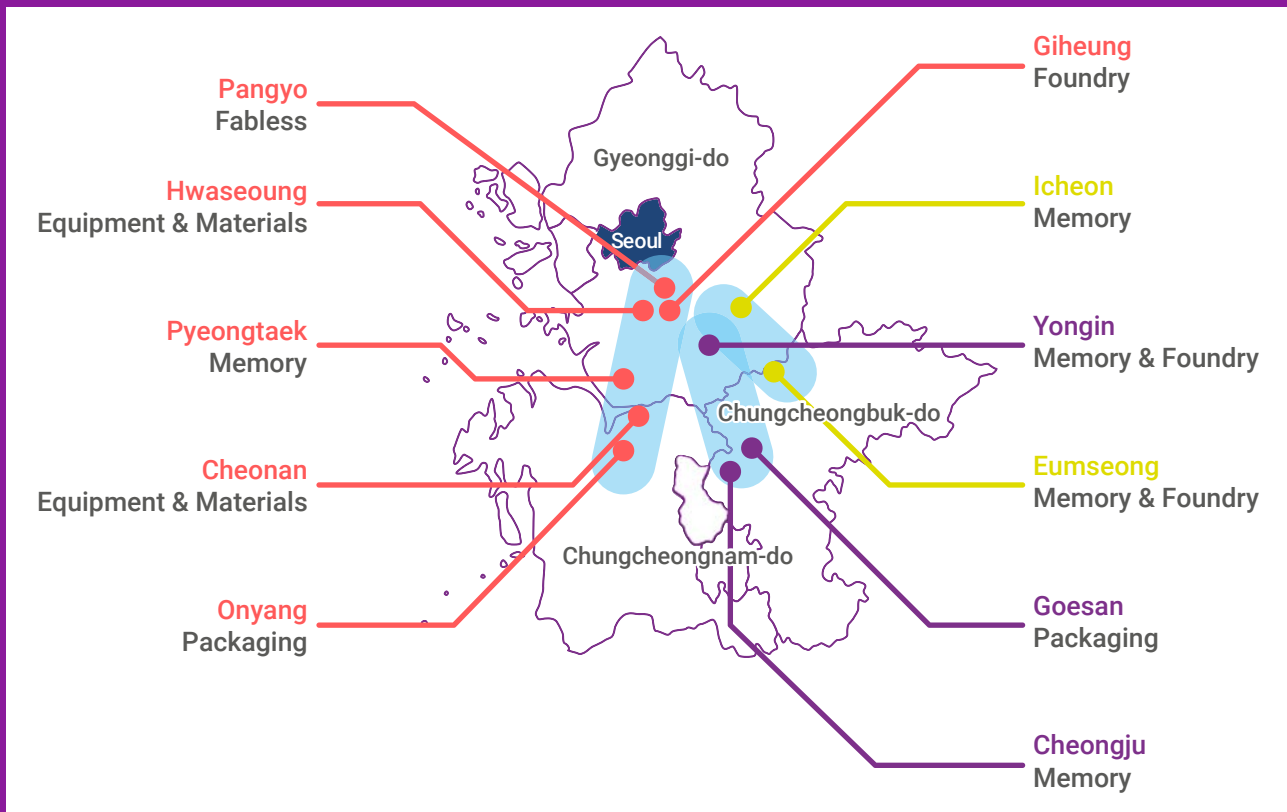 Pangyo
Fabless
Hwaseoung
Equipment & Materials
Pyeongtaek
Memory
Cheonan
Equipment & Materials
Onyang
Packaging
Gyeonggi-do
Seoul
Chungcheongbuk-do
Chungcheongnam-do
Giheung
Foundry
Icheon
Memory
Yongin
Memory & Foundry
Eumseong
Memory & Foundry
Goesan
Packaging
Cheongju
Memory